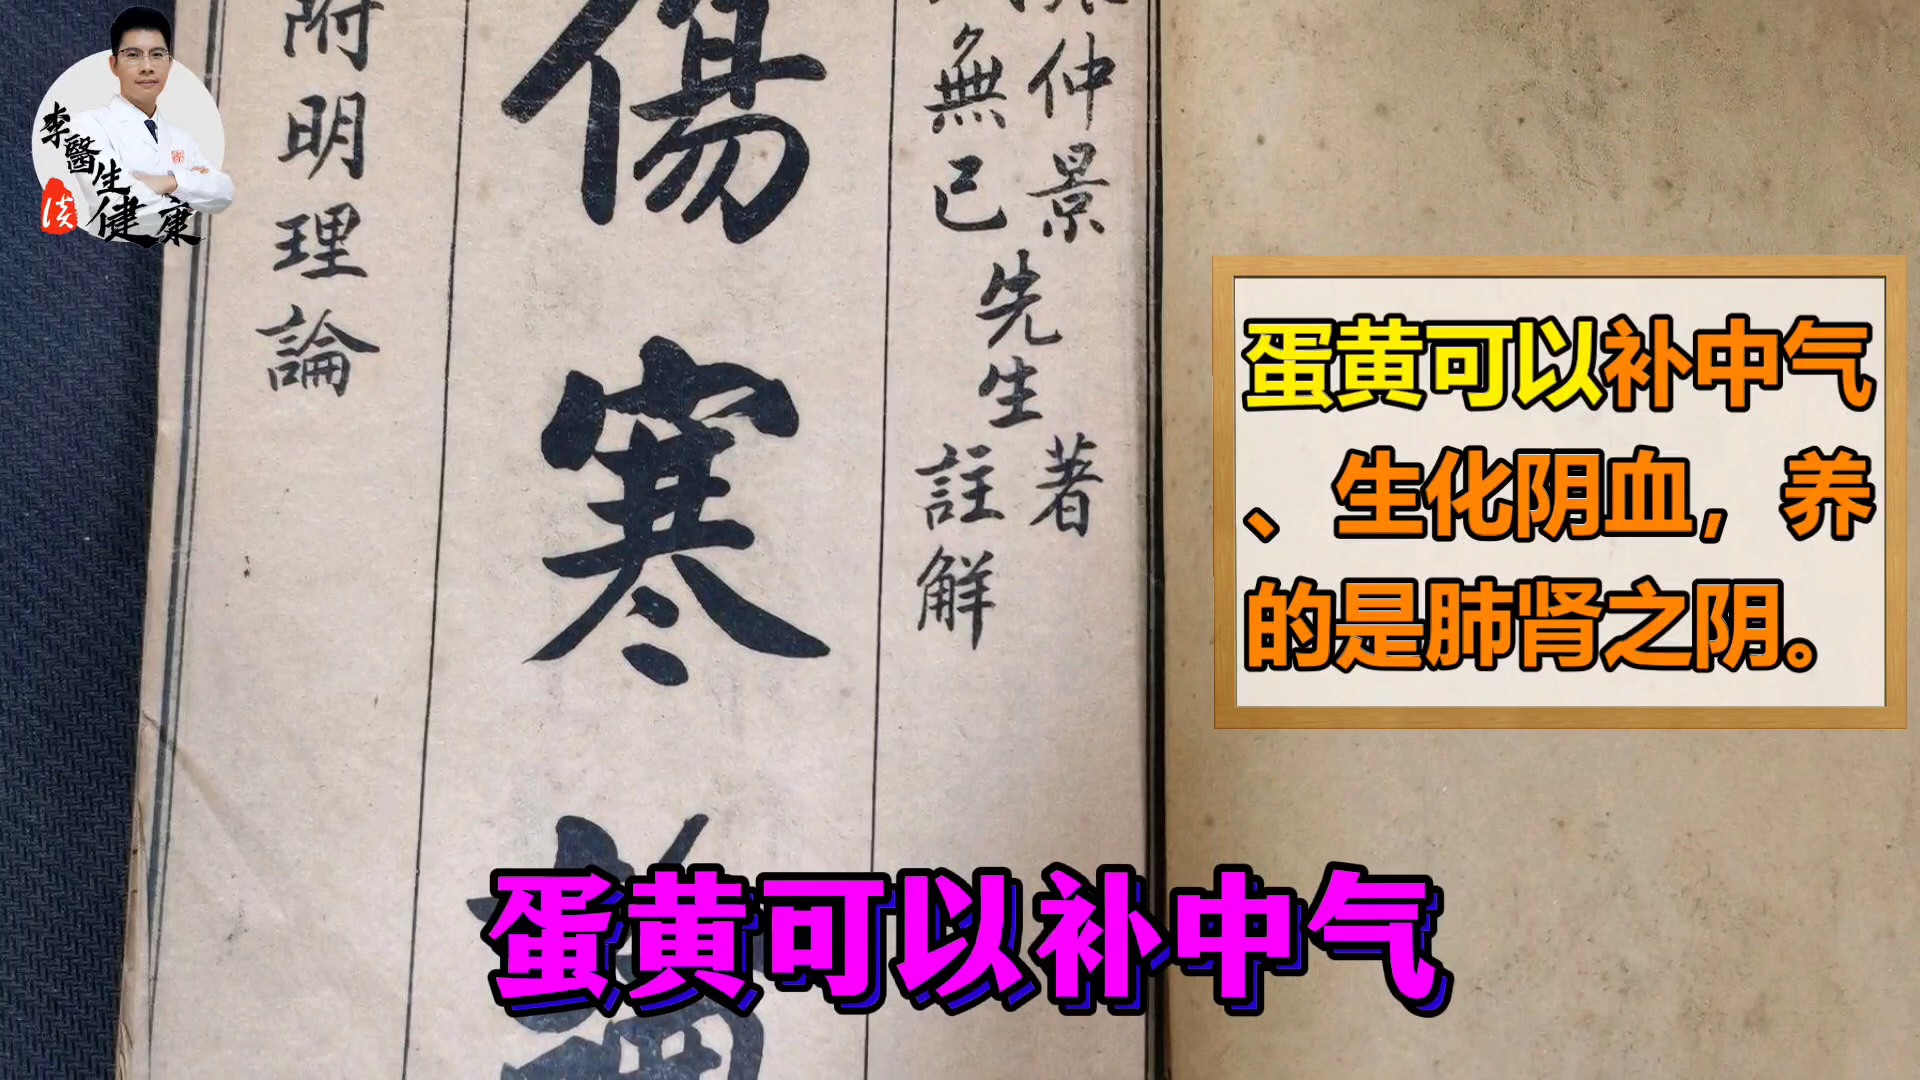 李醫生
谈健康
附明理論
傷寒論
仲景
無已
先生
著
註解
蛋黄可以补中气
、生化阴血，养
的是肺肾之阴。
蛋黄可以补中气